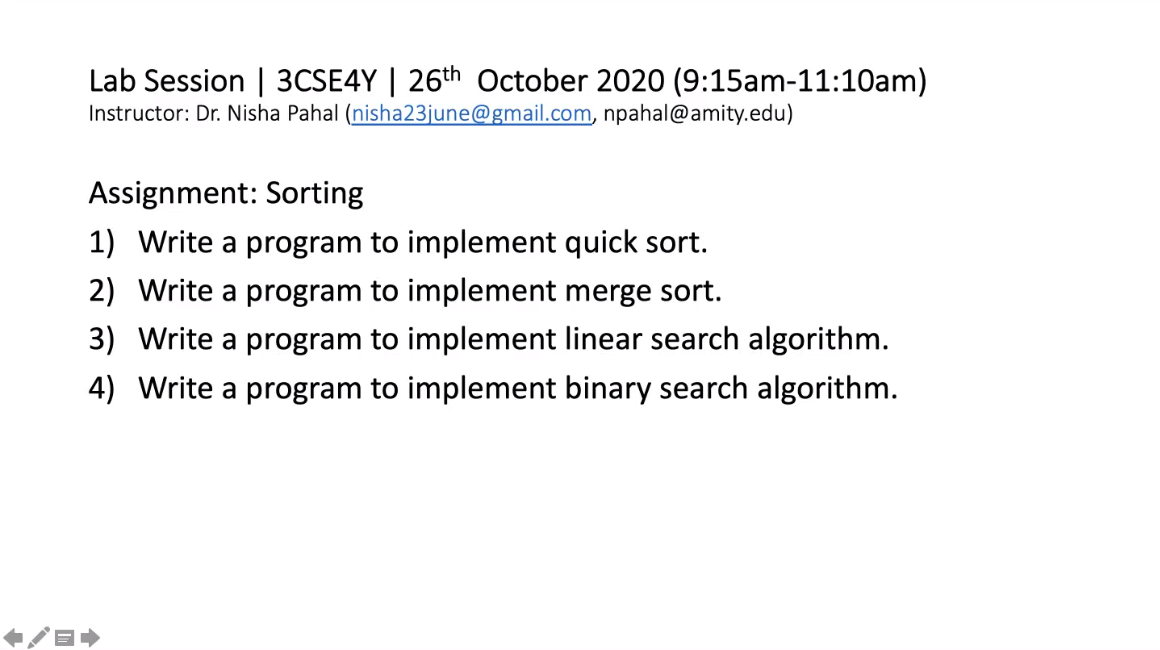 Lab Session | 3CSE4Y | 26th October 2020 (9:15am-11:10am)
Instructor: Dr. Nisha Pahal (nisha23june@gmail.com, npahal@amity.edu)
Assignment: Sorting
1) Write a program to implement quick sort.
2) Write a program to implement merge sort.
3) Write a program to implement linear search algorithm.
4) Write a program to implement binary search algorithm.